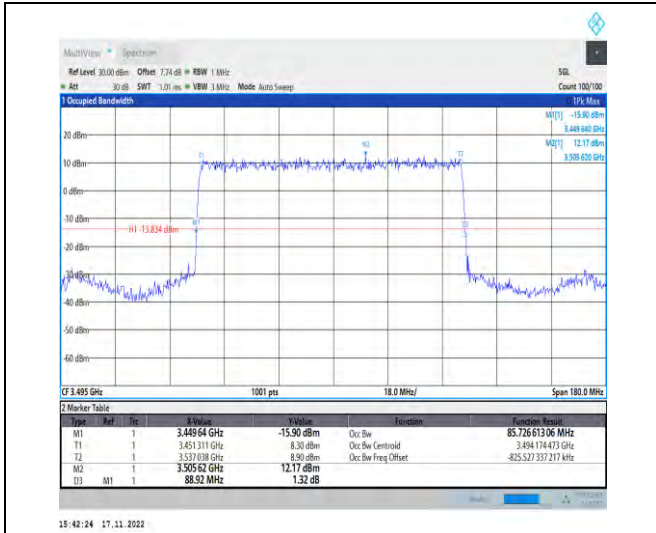 MultiView Spectrum
Ref Level 30.00 dBm Offset 7.74 dB RBW 1 MHz SGL
Att 30 dB SWT 1.01 ms VBW 3 MHz Mode Auto Sweep Count 100/100
1 Occupied Bandwidth 1Pk Max
M1[1] -15.90 dBm
3.449 640 GHz
M2[1] 12.17 dBm
3.505 620 GHz
20 dBm
M2
T1 T2
10 dBm
0 dBm
-10 dBm
M1
H1 -13.834 dBm
-20 dBm
-30 dBm
-40 dBm
-50 dBm
-60 dBm
CF 3.495 GHz 1001 pts 18.0 MHz/ Span 180.0 MHz
2 Marker Table
Type Ref Trc X-Value Y-Value Function Function Result
M1 1 3.449 64 GHz -15.90 dBm Occ Bw 85.726 613 06 MHz
T1 1 3.451 311 GHz 8.30 dBm Occ Bw Centroid 3.494 174 473 GHz
T2 1 3.537 038 GHz 8.90 dBm Occ Bw Freq Offset -825.527 337 217 kHz
M2 1 3.505 62 GHz 12.17 dBm
D3 M1 1 88.92 MHz 1.32 dB
15:42:24 17.11.2022